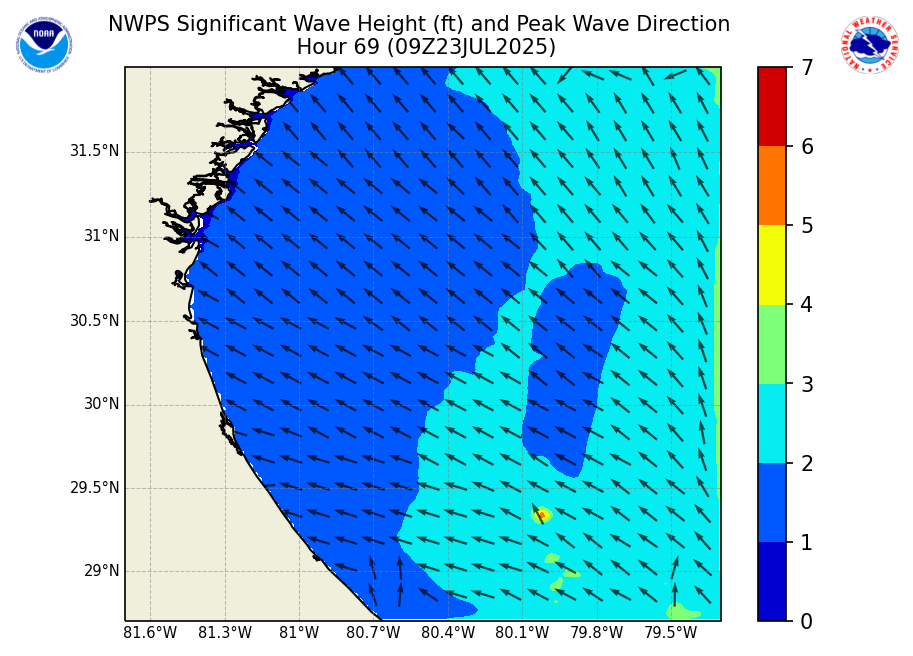 NWPS Significant Wave Height (ft) and Peak Wave Direction
Hour 69 (09Z23JUL2025)
NOAA
NATIONAL WEATHER SERVICE
31.5°N
31°N
30.5°N
30°N
29.5°N
29°N
81.6°W 81.3°W 81°W 80.7°W 80.4°W 80.1°W 79.8°W 79.5°W
7
6
5
4
3
2
1
0